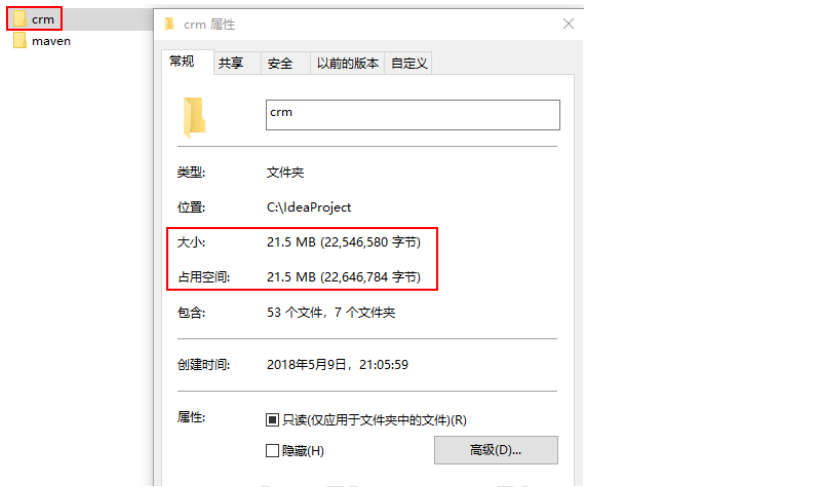 crm
maven
crm 属性
常规 共享 安全 以前的版本 自定义
crm
类型: 文件夹
位置: C:\IdeaProject
大小: 21.5 MB (22,546,580 字节)
占用空间: 21.5 MB (22,646,784 字节)
包含: 53 个文件，7 个文件夹
创建时间: 2018年5月9日，21:05:59
属性: 只读(仅应用于文件夹中的文件)(R)
隐藏(H) 高级(D)...